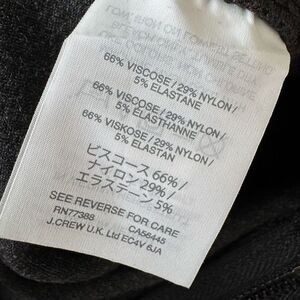 66% VISCOSE / 29% NYLON /
5% ELASTANE
66% VISCOSE / 29% NYLON /
5% ELASTHANNE
66% VISKOSE / 29% NYLON /
5% ELASTAN
ビスコース 66% /
ナイロン 29% /
エラステーン 5%
SEE REVERSE FOR CARE
RN77388 CA56445
J.CREW U.K. Ltd EC4V 6JA